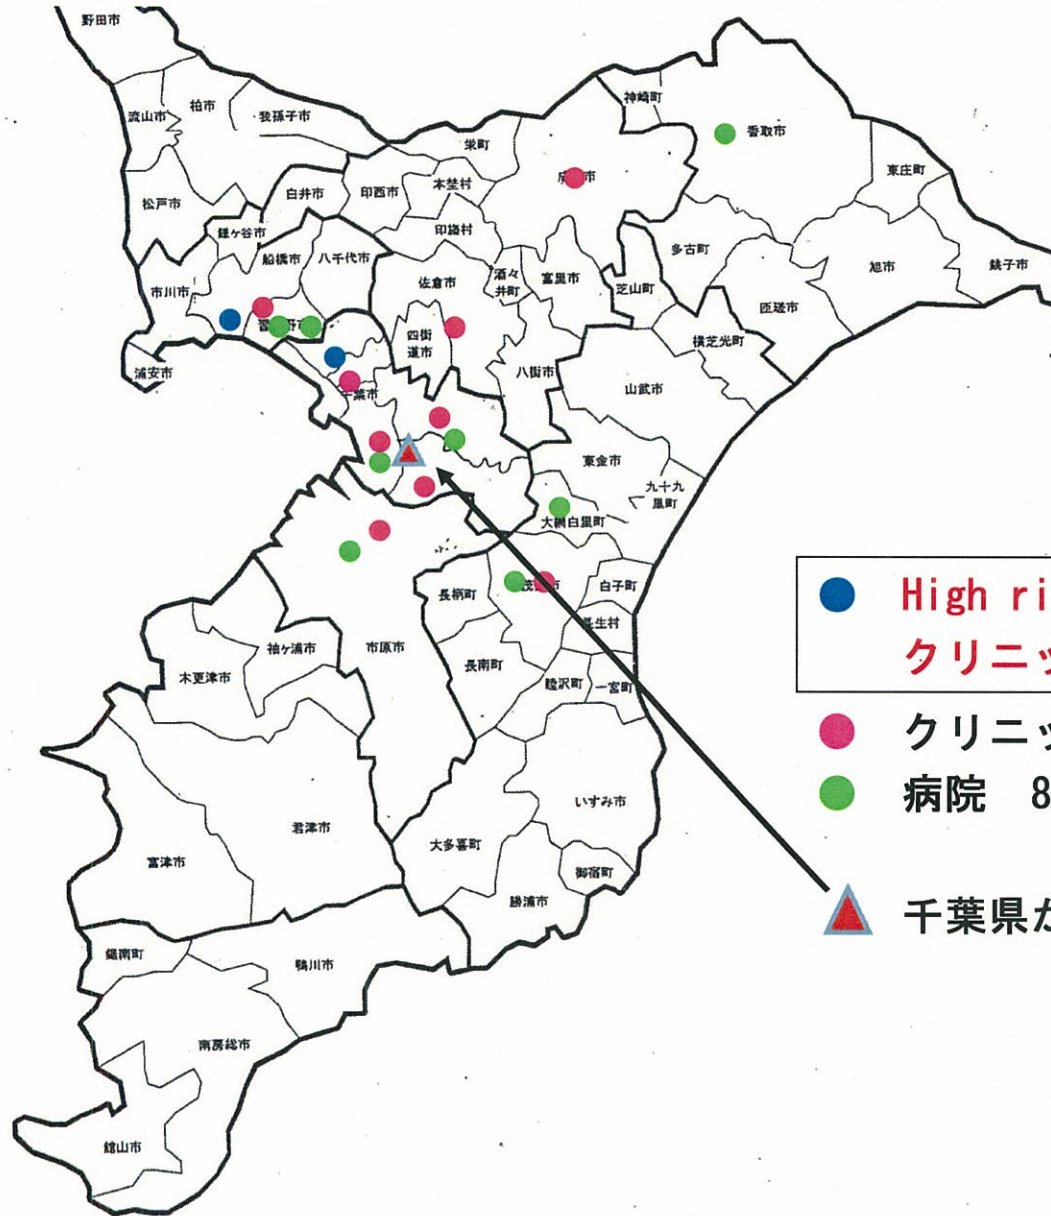 野田市
流山市
柏市
我孫子市
神崎町
香取市
栄町
東庄町
松戸市
白井市
印西市
本埜村
鎌ヶ谷市
印旛村
船橋市
八千代市
多古町
旭市
銚子市
市川市
佐倉市
酒々
井町
富里市
芝山町
匝瑳市
四街
道市
横芝光町
浦安市
八街市
山武市
東金市
九十九
里町
大網白里町
長柄町
白子町
長生村
市原市
袖ヶ浦市
長南町
木更津市
睦沢町
一宮町
いすみ市
君津市
大多喜町
富津市
御宿町
勝浦市
鋸南町
鴨川市
南房総市
館山市
High ri
クリニッ
クリニッ
病院 8
千葉県が